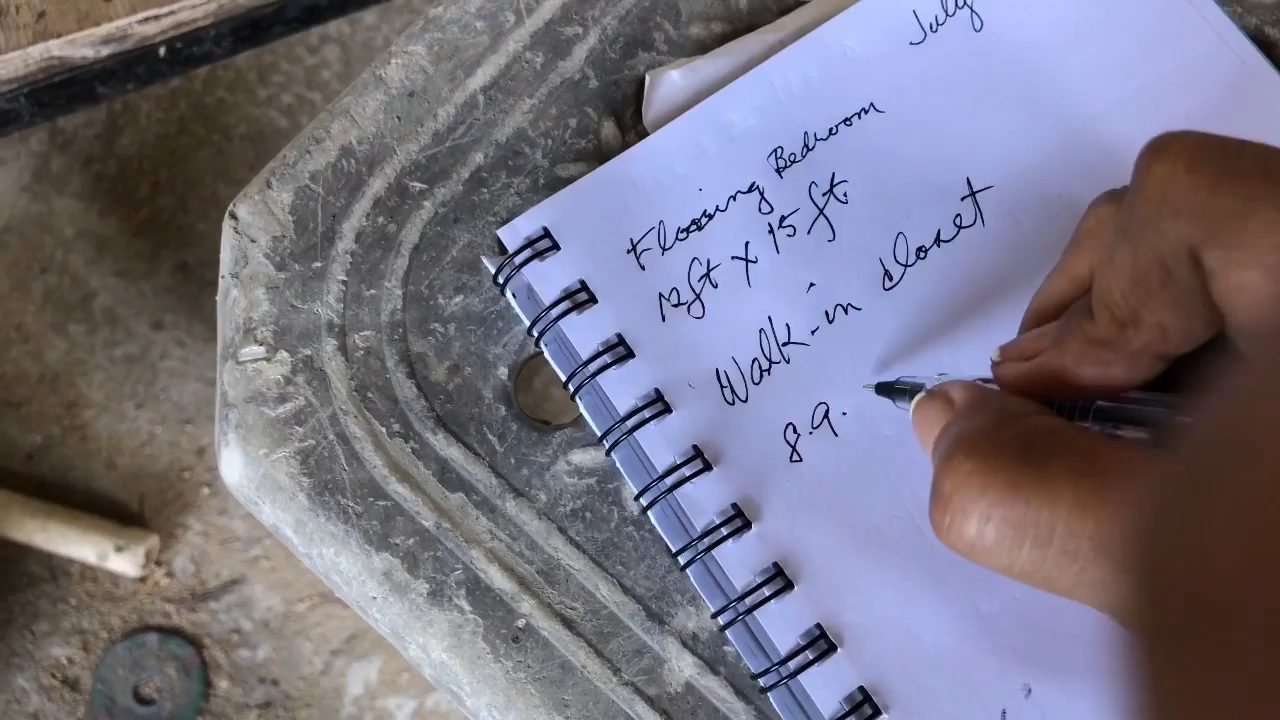 July
Flooring Bedroom
12ft X 15ft
Walk-in closet
8.9.